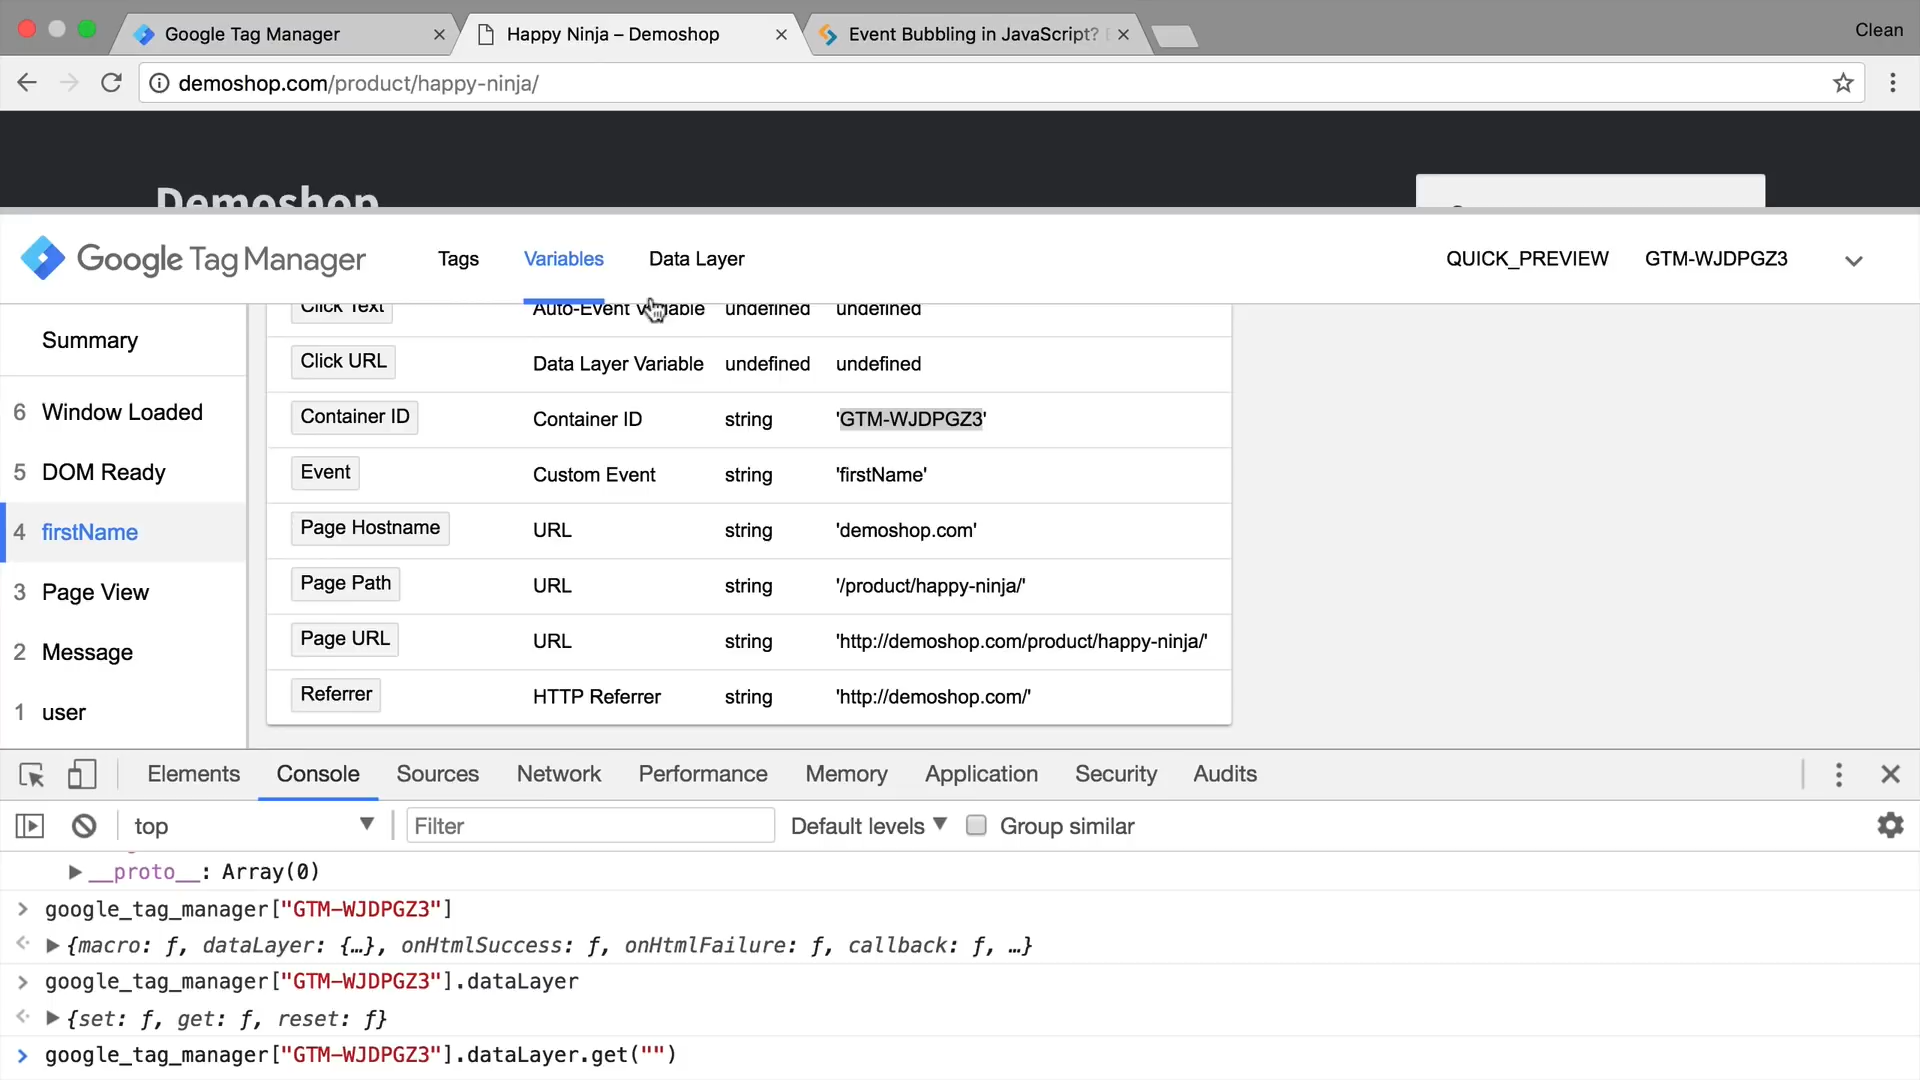 Google Tag Manager
Happy Ninja – Demoshop
Event Bubbling in JavaScript?
Clean
demoshop.com/product/happy-ninja/
Demoshop
Google Tag Manager
Tags
Variables
Data Layer
QUICK_PREVIEW
GTM-WJDPGZ3
Summary
6 Window Loaded
5 DOM Ready
4 firstName
3 Page View
2 Message
1 user
Click Text Auto-Event Variable undefined undefined
Click URL Data Layer Variable undefined undefined
Container ID Container ID string 'GTM-WJDPGZ3'
Event Custom Event string 'firstName'
Page Hostname URL string 'demoshop.com'
Page Path URL string '/product/happy-ninja/'
Page URL URL string 'http://demoshop.com/product/happy-ninja/'
Referrer HTTP Referrer string 'http://demoshop.com/'
Elements Console Sources Network Performance Memory Application Security Audits
top Filter Default levels Group similar
__proto__: Array(0)
google_tag_manager["GTM-WJDPGZ3"]
{macro: ƒ, dataLayer: {…}, onHtmlSuccess: ƒ, onHtmlFailure: ƒ, callback: ƒ, …}
google_tag_manager["GTM-WJDPGZ3"].dataLayer
{set: ƒ, get: ƒ, reset: ƒ}
google_tag_manager["GTM-WJDPGZ3"].dataLayer.get("")